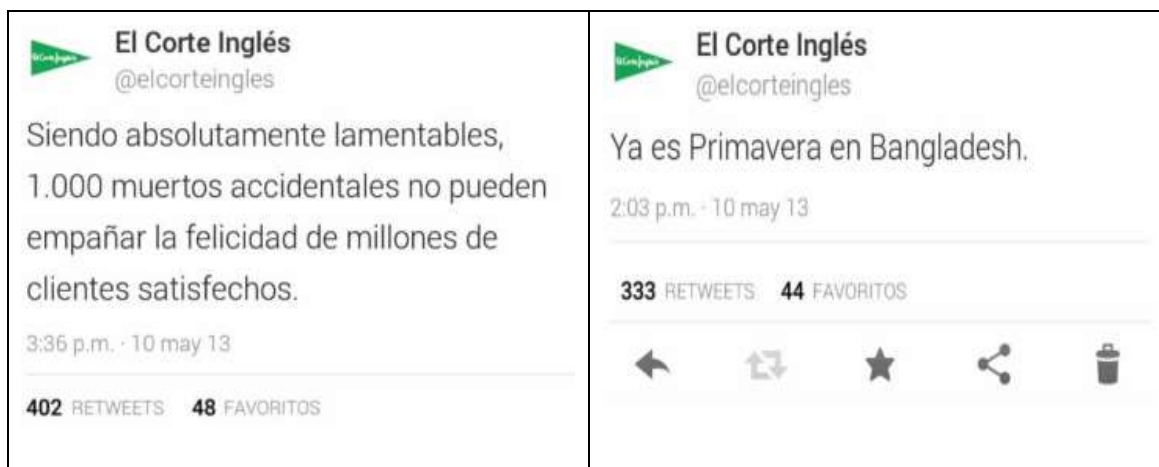 El Corte Inglés
@elcorteingles
Siendo absolutamente lamentables,
1.000 muertos accidentales no pueden
empañar la felicidad de millones de
clientes satisfechos.
3:36 p.m. · 10 may 13
402 RETWEETS 48 FAVORITOS
El Corte Inglés
@elcorteingles
Ya es Primavera en Bangladesh.
2:03 p.m. · 10 may 13
333 RETWEETS 44 FAVORITOS